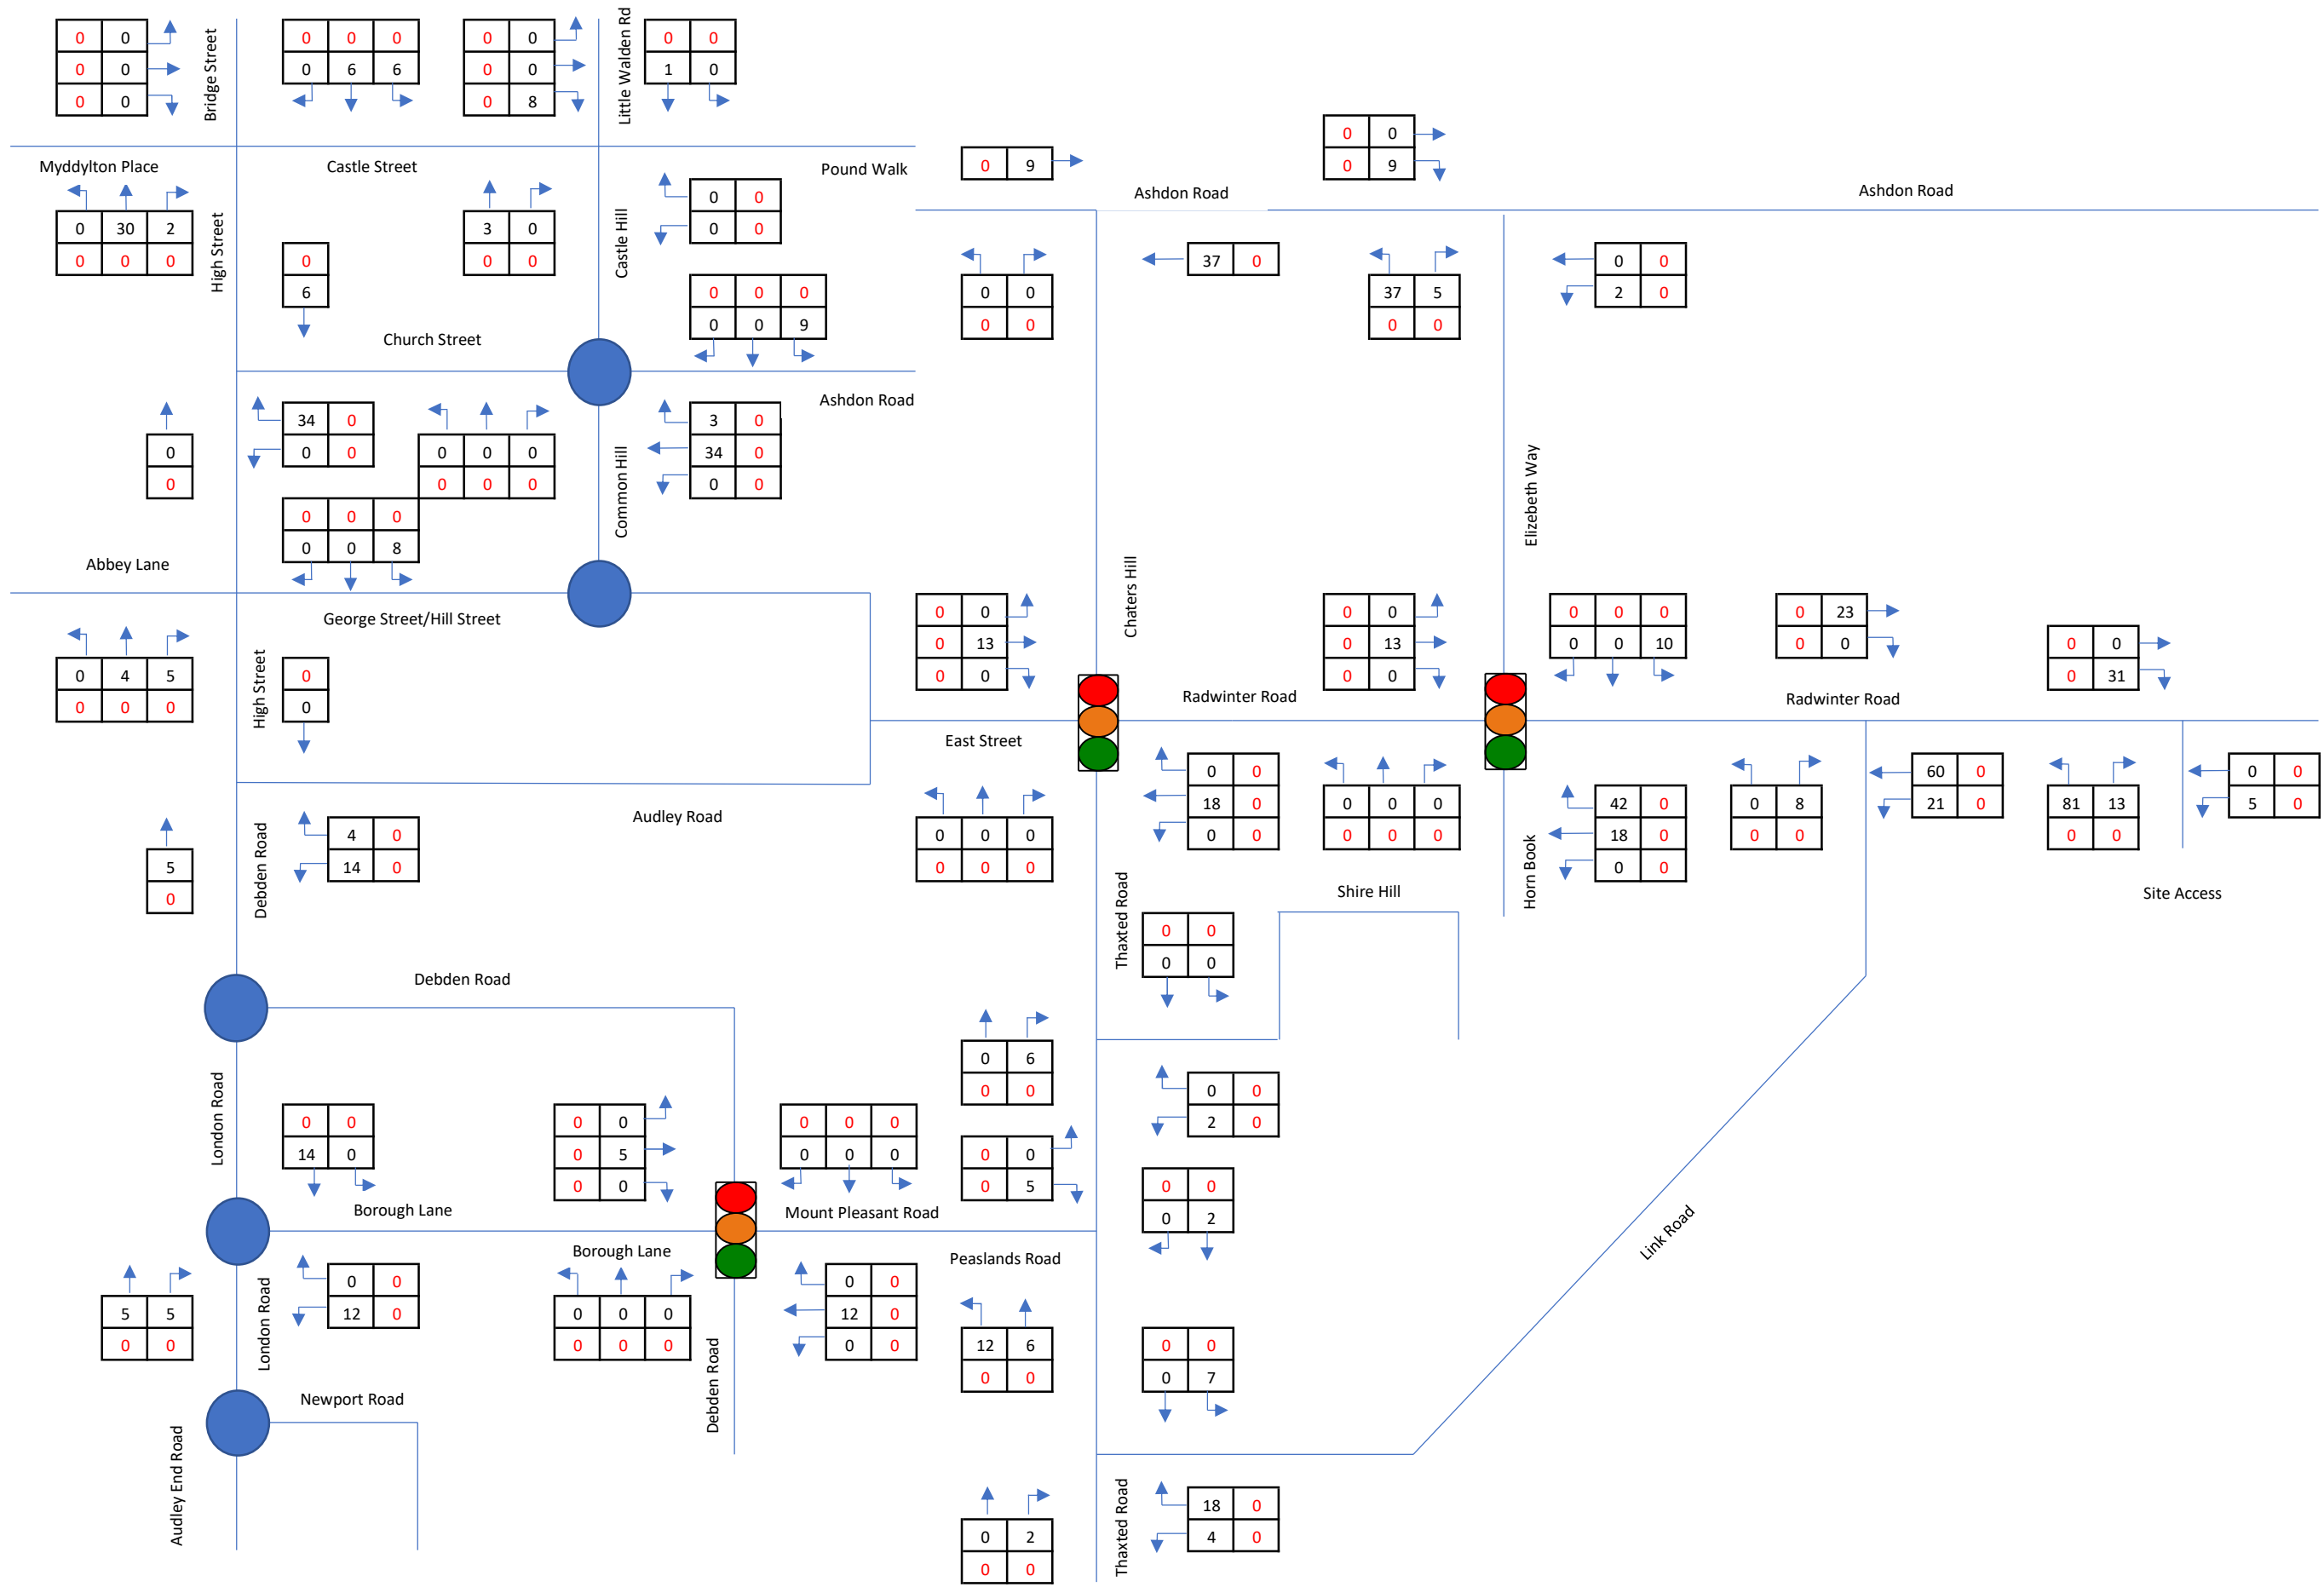 0 0
0 0
0 0
Bridge Street
0 0 0
0 6 6
0 0
0 0
0 8
Little Walden Rd
0 0
1 0
Myddylton Place
Castle Street
Pound Walk
0 9
Ashdon Road
0 0
0 9
Ashdon Road
0 30 2
0 0 0
High Street
0
6
3 0
0 0
Castle Hill
0 0
0 0
0 0 0
0 0 9
0 0
0 0
37 0
37 5
0 0
0 0
2 0
Church Street
Ashdon Road
0
0
34 0
0 0
0 0 0
0 0 0
Common Hill
3 0
34 0
0 0
0 0 0
0 0 8
Elizebeth Way
Abbey Lane
George Street/Hill Street
Chaters Hill
0 4 5
0 0 0
High Street
0
0
0 0
0 13
0 0
Radwinter Road
0 0
0 13
0 0
0 0 0
0 0 10
0 23
0 0
Radwinter Road
0 0
0 31
East Street
Audley Road
5
0
Debden Road
4 0
14 0
0 0 0
0 0 0
0 0
18 0
0 0
0 0 0
0 0 0
Horn Book
42 0
18 0
0 0
0 8
0 0
60 0
21 0
81 13
0 0
0 0
5 0
Shire Hill
Site Access
Thaxted Road
0 0
0 0
Debden Road
0 6
0 0
0 0
2 0
London Road
0 0
14 0
0 0
0 5
0 0
0 0 0
0 0 0
0 0
0 5
0 0
0 2
Borough Lane
Mount Pleasant Road
Borough Lane
Peaslands Road
Link Road
5 5
0 0
London Road
0 0
12 0
0 0 0
0 0 0
Debden Road
0 0
12 0
0 0
12 6
0 0
0 0
0 7
Newport Road
Audley End Road
0 2
0 0
Thaxted Road
18 0
4 0